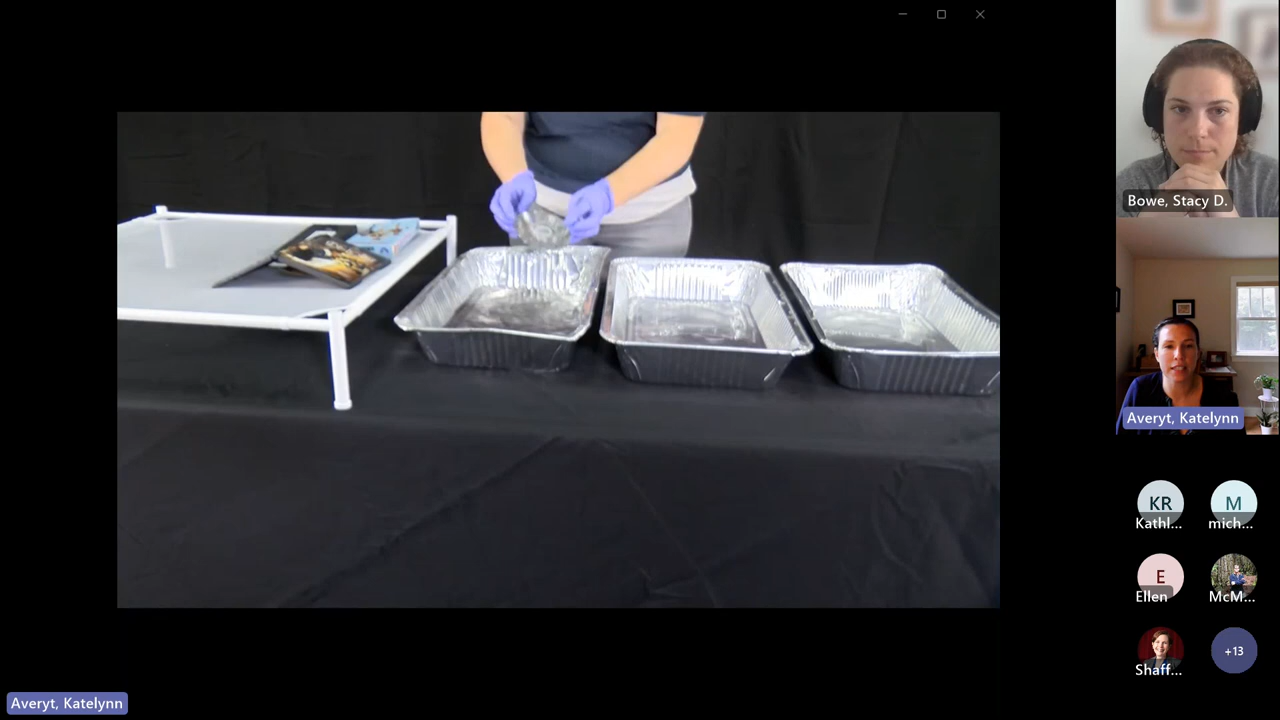 Bowe, Stacy D.
Averyt, Katelynn
KR
Kathl...
M
mich...
E
Ellen
McM...
Shaff...
+13
Averyt, Katelynn